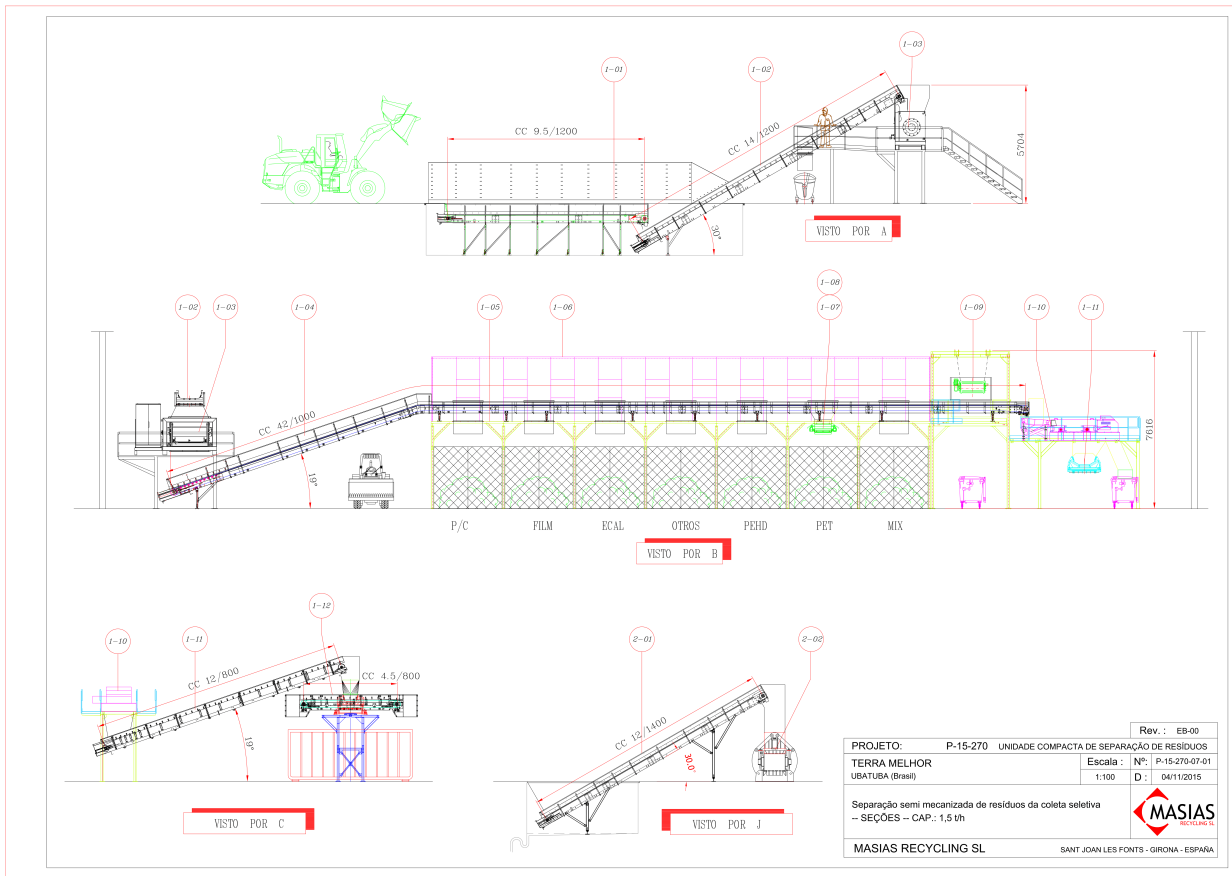 1-01
1-02
1-03
CC 9.5/1200
CC 14/1200
5704
30°
VISTO POR A
1-02
1-03
1-04
1-05
1-06
1-08
1-07
1-09
1-10
1-11
CC 42/1000
19°
7616
P/C FILM ECAL OTROS PEHD PET MIX
VISTO POR B
1-10
1-11
1-12
CC 12/800
CC 4.5/800
19°
VISTO POR C
2-01
2-02
CC 12/1400
30.0°
VISTO POR J
Rev. : EB-00
PROJETO: P-15-270 UNIDADE COMPACTA DE SEPARAÇÃO DE RESÍDUOS
TERRA MELHOR
UBATUBA (Brasil)
Escala : Nº: P-15-270-07-01
1:100 D : 04/11/2015
Separação semi mecanizada de resíduos da coleta seletiva
-- SEÇÕES -- CAP.: 1,5 t/h
MASIAS
RECYCLING SL
MASIAS RECYCLING SL SANT JOAN LES FONTS - GIRONA - ESPAÑA